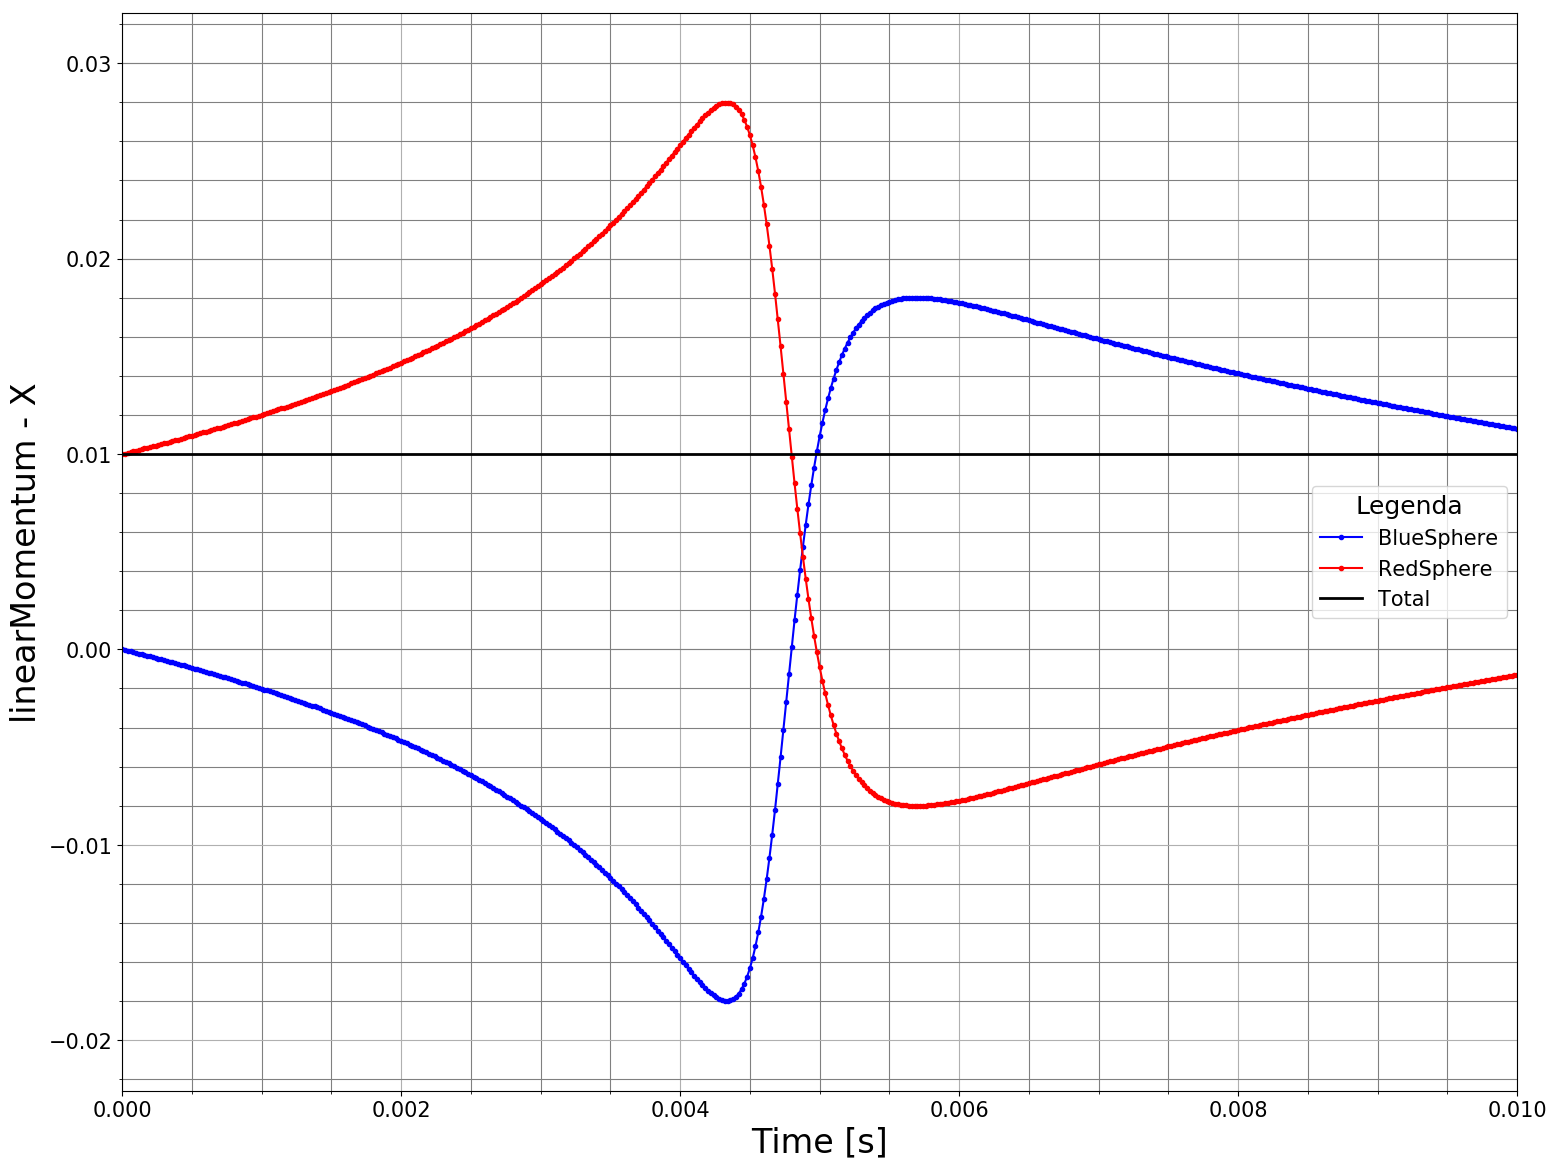 linearMomentum - X
0.03
0.02
0.01
0.00
−0.01
−0.02
Legenda
BlueSphere
RedSphere
Total
0.000 0.002 0.004 0.006 0.008 0.010
Time [s]